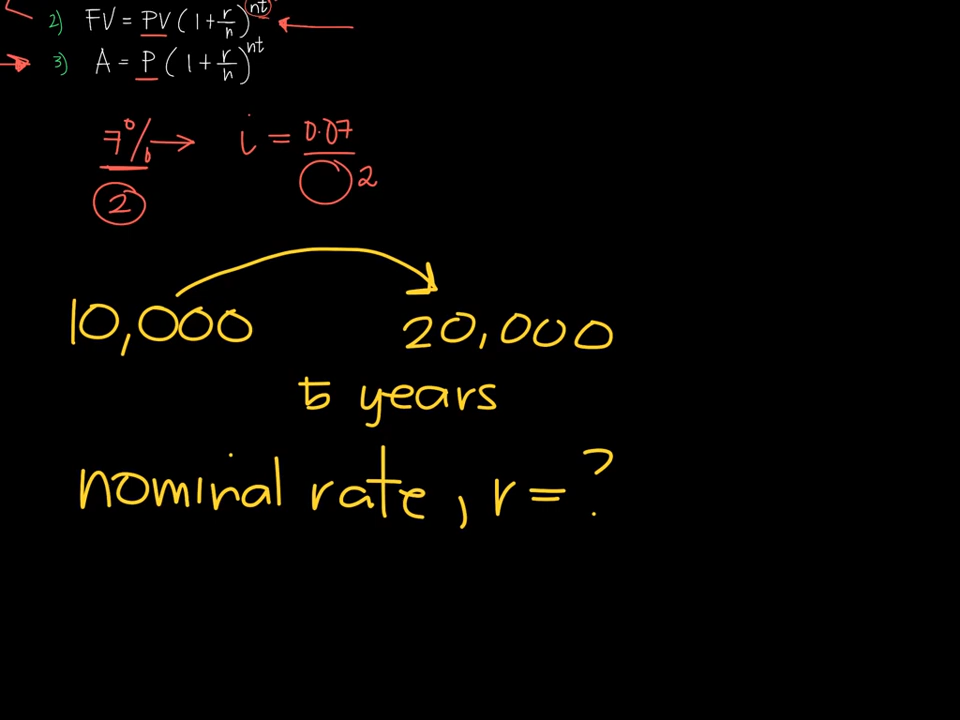 2) FV = PV (1 + r/n)^nt
3) A = P (1 + r/n)^nt
7% / 2 → i = 0.07 / 2
10,000 20,000
5 years
nominal rate, r = ?